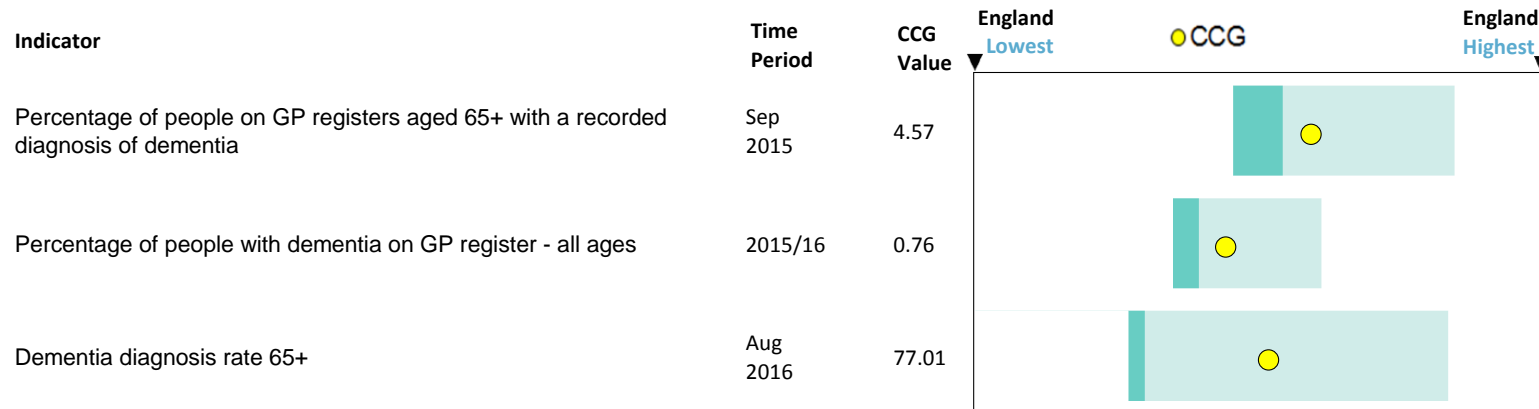 Indicator
Time
Period
CCG
Value
England
Lowest
CCG
England
Highest
Percentage of people on GP registers aged 65+ with a recorded
diagnosis of dementia
Sep
2015
4.57
Percentage of people with dementia on GP register - all ages
2015/16
0.76
Dementia diagnosis rate 65+
Aug
2016
77.01